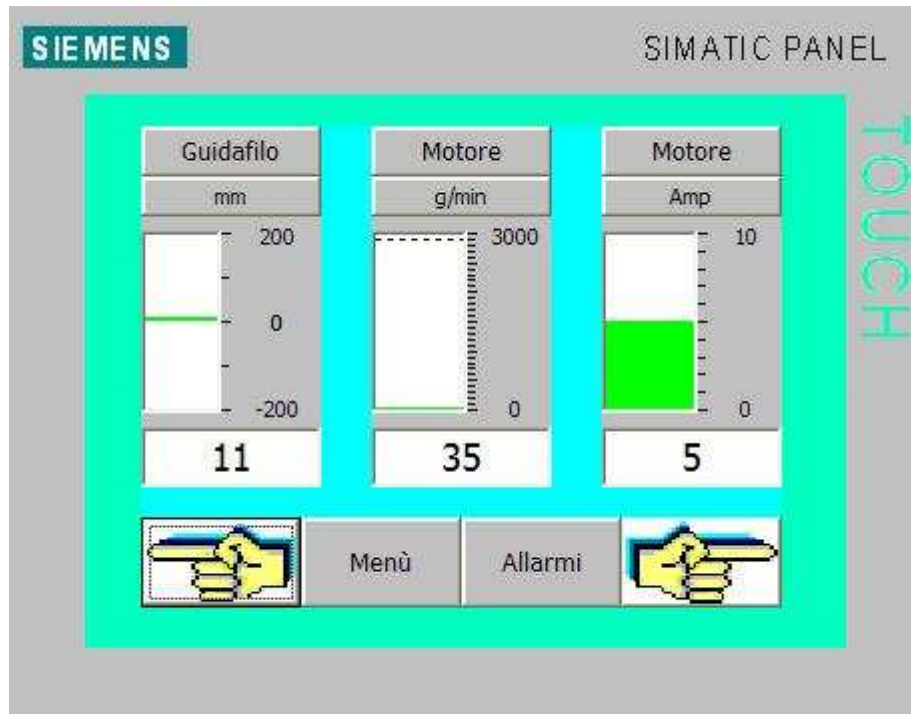 SIEMENS
SIMATIC PANEL
TOUCH
Guidafilo
Motore
Motore
mm
g/min
Amp
200
3000
10
0
-200
0
0
11
35
5
Menù
Allarmi